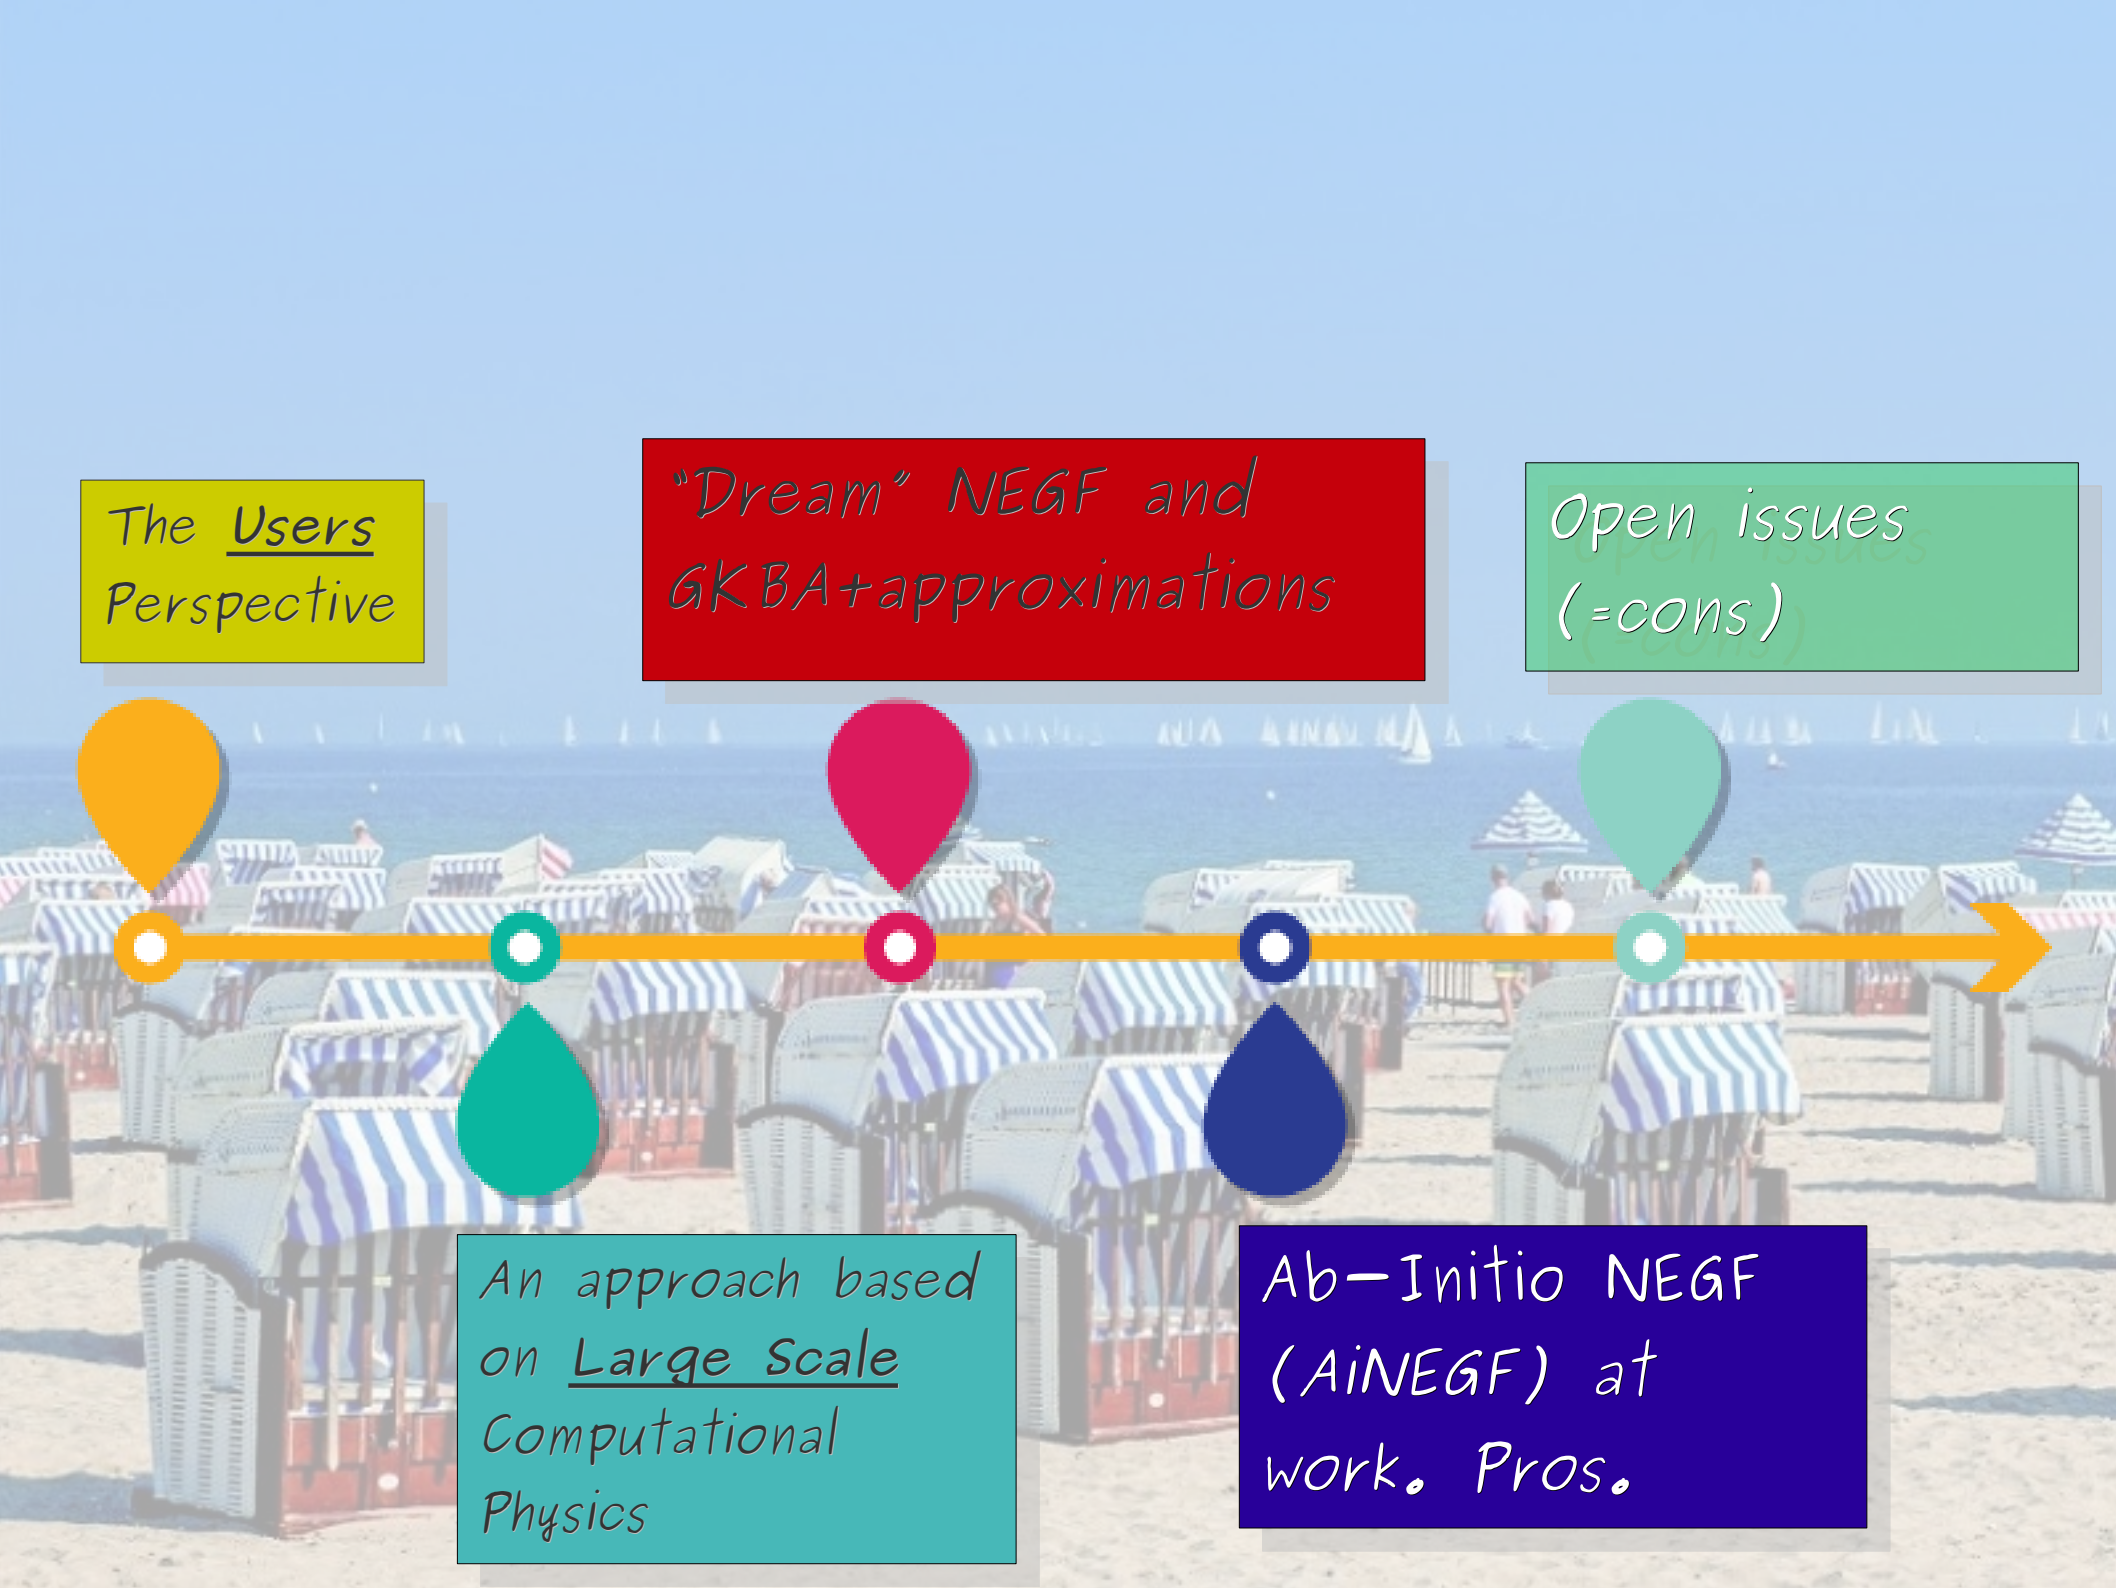 The Users
Perspective
“Dream” NEGF and
GKBA+approximations
Open issues
(=cons)
An approach based
on Large Scale
Computational
Physics
Ab-Initio NEGF
(AiNEGF) at
work. Pros.